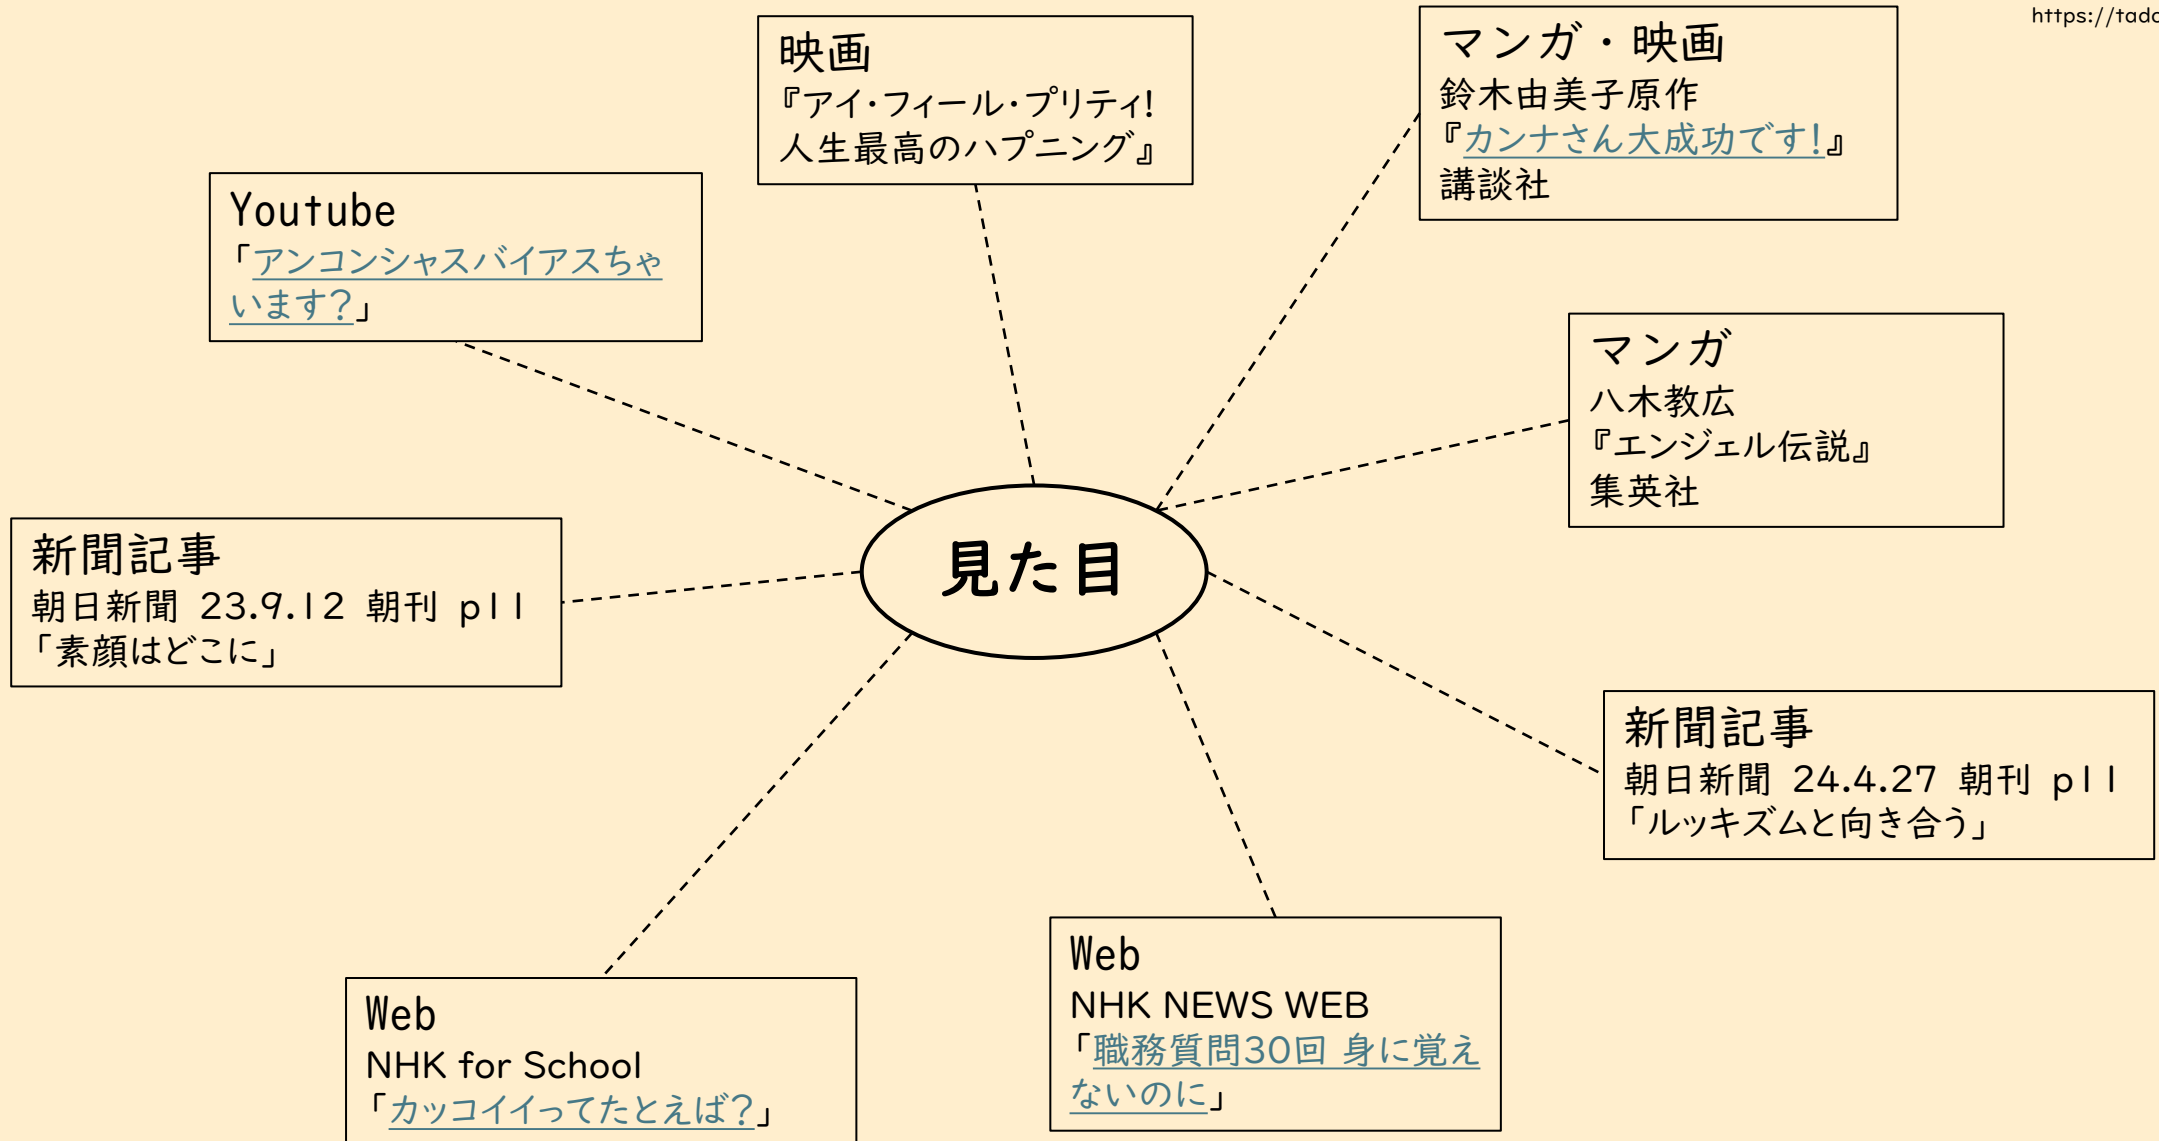 https://tado
映画
『アイ・フィール・プリティ!
人生最高のハプニング』
マンガ・映画
鈴木由美子原作
『カンナさん大成功です!』
講談社
Youtube
「アンコンシャスバイアスちゃ
います?」
マンガ
八木教広
『エンジェル伝説』
集英社
見た目
新聞記事
朝日新聞 23.9.12 朝刊 p11
「素顔はどこに」
新聞記事
朝日新聞 24.4.27 朝刊 p11
「ルッキズムと向き合う」
Web
NHK NEWS WEB
「職務質問30回 身に覚え
ないのに」
Web
NHK for School
「カッコイイってたとえば?」